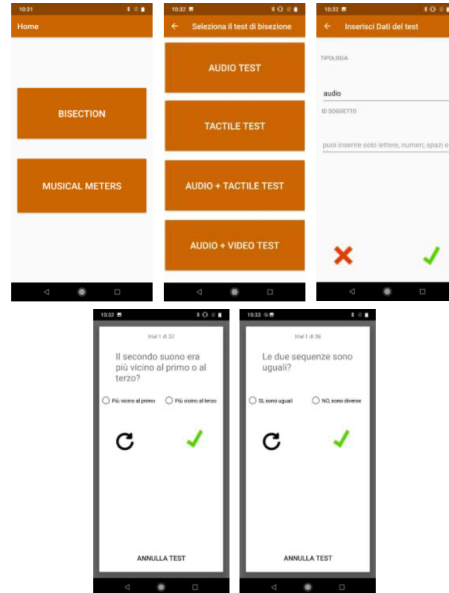 10:31
Home
BISECTION
MUSICAL METERS
10:32
Seleziona il test di bisezione
AUDIO TEST
TACTILE TEST
AUDIO + TACTILE TEST
AUDIO + VIDEO TEST
10:32
Inserisci Dati del test
TIPOLOGIA
audio
ID SOGGETTO
puoi inserire solo lettere, numeri, spazi e
10:32
trial 1 di 32
Il secondo suono era
più vicino al primo o al
terzo?
Più vicino al primo
Più vicino al terzo
ANNULLA TEST
10:33
trial 1 di 36
Le due sequenze sono
uguali?
SI, sono uguali
NO, sono diverse
ANNULLA TEST